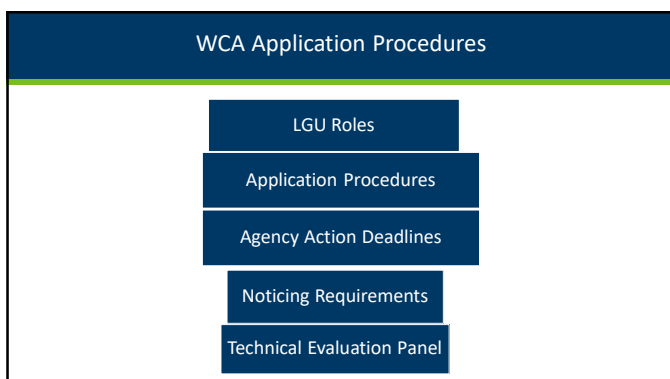 WCA Application Procedures
LGU Roles
Application Procedures
Agency Action Deadlines
Noticing Requirements
Technical Evaluation Panel